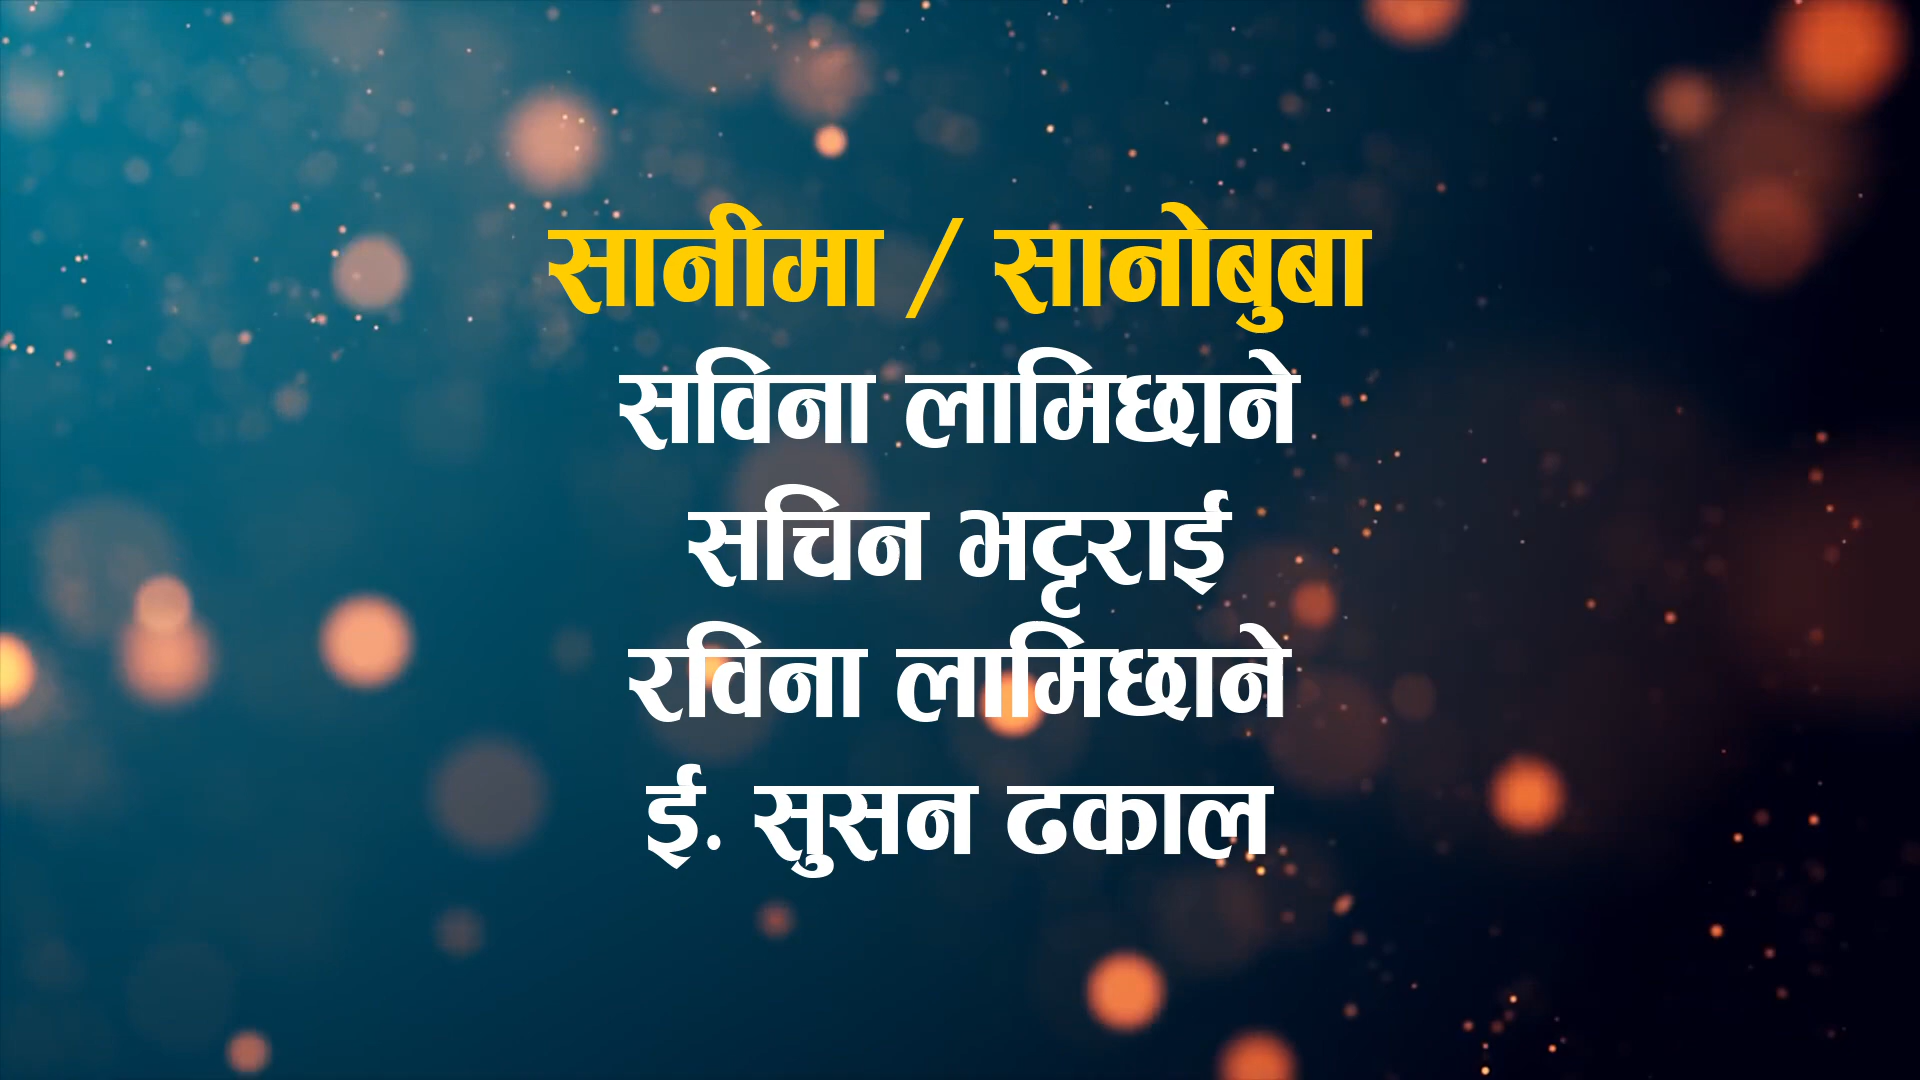 सानीमा / सानोबुबा
सविना लामिछाने
सचिन भट्टराई
रविना लामिछाने
ई. सुसन ढकाल